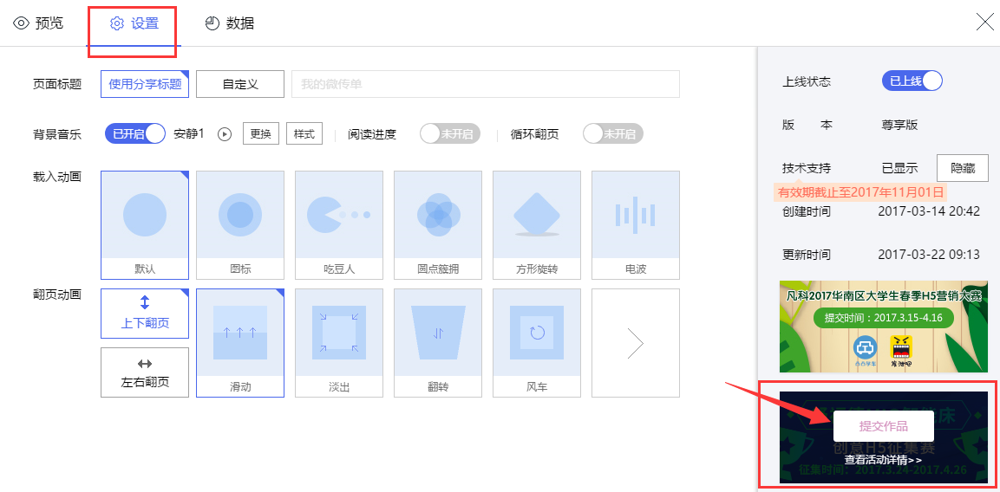 预览
设置
数据
页面标题
使用分享标题
自定义
我的微传单
背景音乐
已开启
安静1
更换
样式
阅读进度
未开启
循环翻页
未开启
载入动画
默认
图标
吃豆人
圆点簇拥
方形旋转
电波
翻页动画
上下翻页
左右翻页
滑动
淡出
翻转
风车
上线状态
已上线
版 本
尊享版
技术支持
已显示
隐藏
有效期截止至2017年11月01日
创建时间
2017-03-14 20:42
更新时间
2017-03-22 09:13
凡科2017华南区大学生春季H5营销大赛
提交时间：2017.3.15-4.16
提交作品
创意H5征集赛
查看活动详情>>
征集时间：2017.3.24-2017.4.26